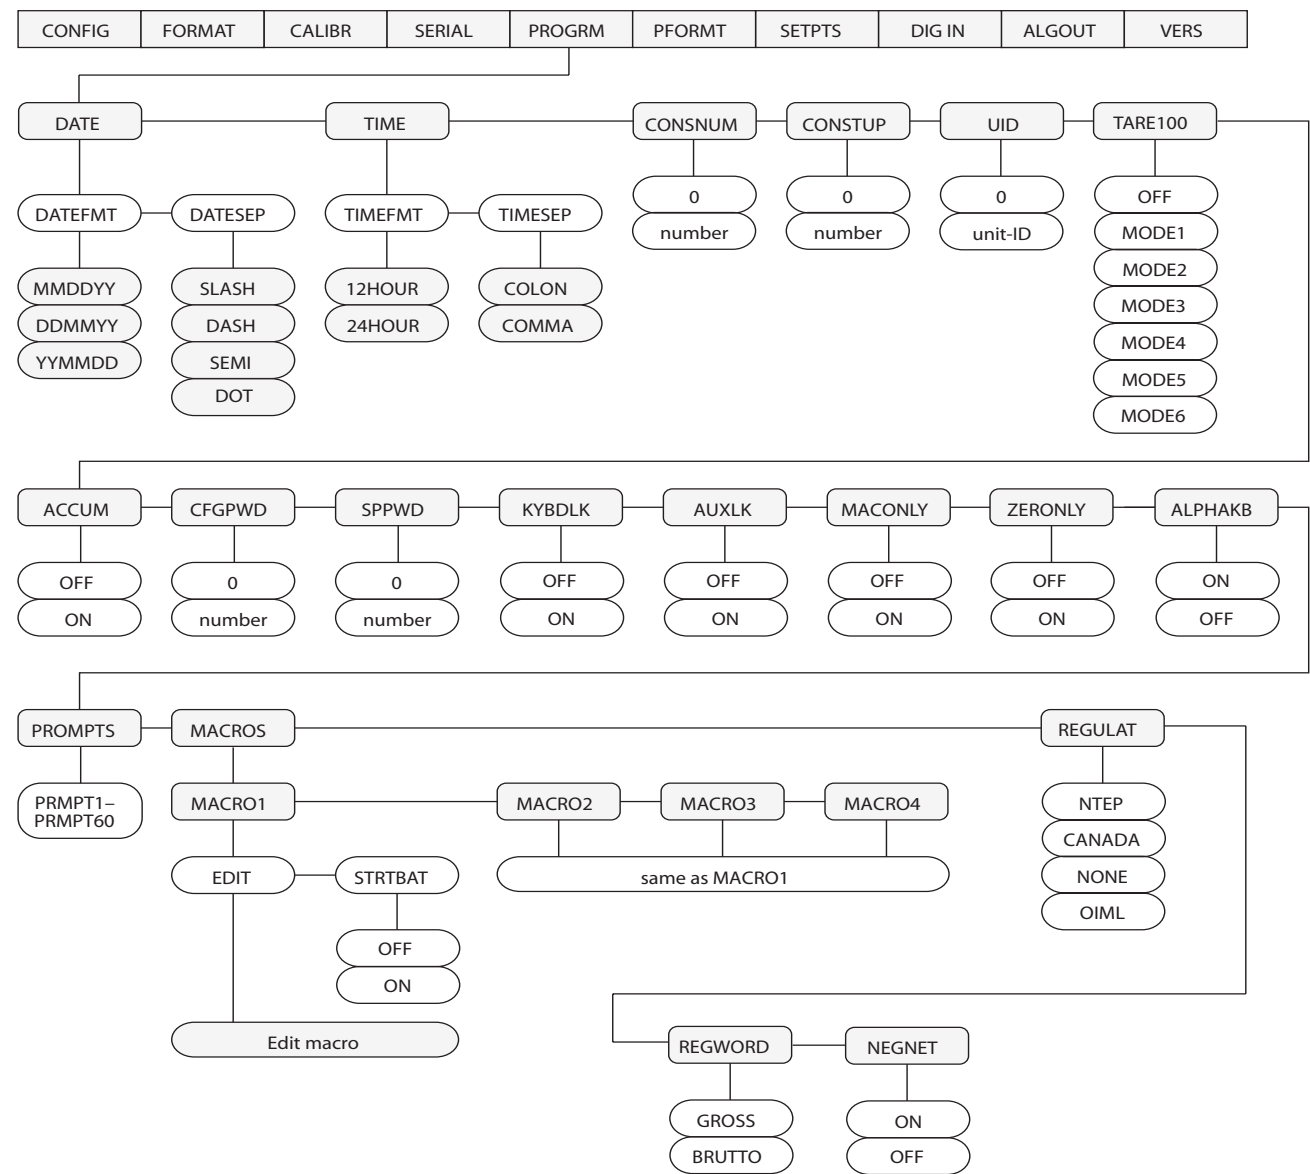 CONFIG FORMAT CALIBR SERIAL PROGRM PFORMT SETPTS DIG IN ALGOUT VERS
DATE TIME CONSNUM CONSTUP UID TARE100
0 0 0 OFF
DATEFMT DATESEP TIMEFMT TIMESEP number number unit-ID MODE1
MODE2
MMDDYY SLASH 12HOUR COLON MODE3
DDMMYY DASH 24HOUR COMMA MODE4
YYMMDD SEMI MODE5
DOT MODE6
ACCUM CFGPWD SPPWD KYBDLK AUXLK MACONLY ZERONLY ALPHAKB
OFF 0 0 OFF OFF OFF OFF ON
ON number number ON ON ON ON OFF
PROMPTS MACROS REGULAT
PRMPT1–
PRMPT60
MACRO1 MACRO2 MACRO3 MACRO4 NTEP
CANADA
EDIT STRTBAT same as MACRO1 NONE
OIML
OFF
ON
Edit macro REGWORD NEGNET
GROSS ON
BRUTTO OFF